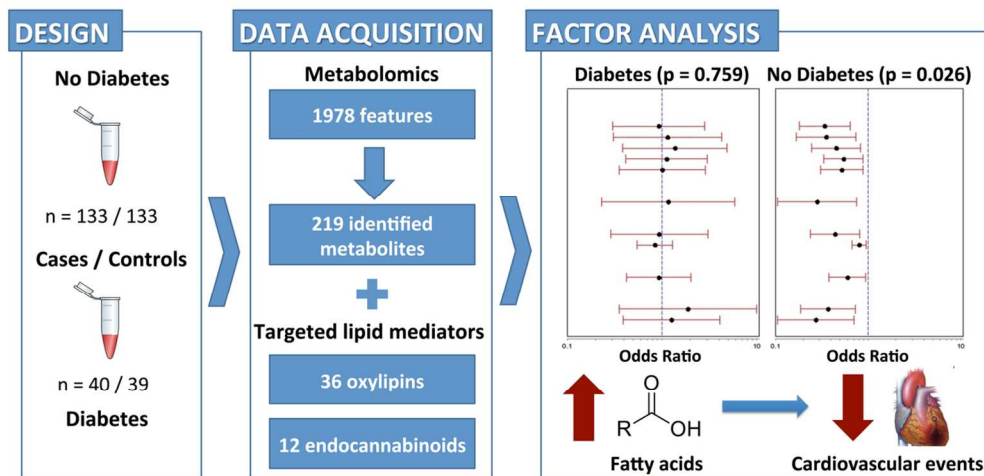 DESIGN
No Diabetes
n = 133 / 133
Cases / Controls
n = 40 / 39
Diabetes
DATA ACQUISITION
Metabolomics
1978 features
219 identified
metabolites
Targeted lipid mediators
36 oxylipins
12 endocannabinoids
FACTOR ANALYSIS
Diabetes (p = 0.759)
No Diabetes (p = 0.026)
0.1
1
10
0.1
1
10
Odds Ratio
Odds Ratio
O
R
OH
Fatty acids
Cardiovascular events